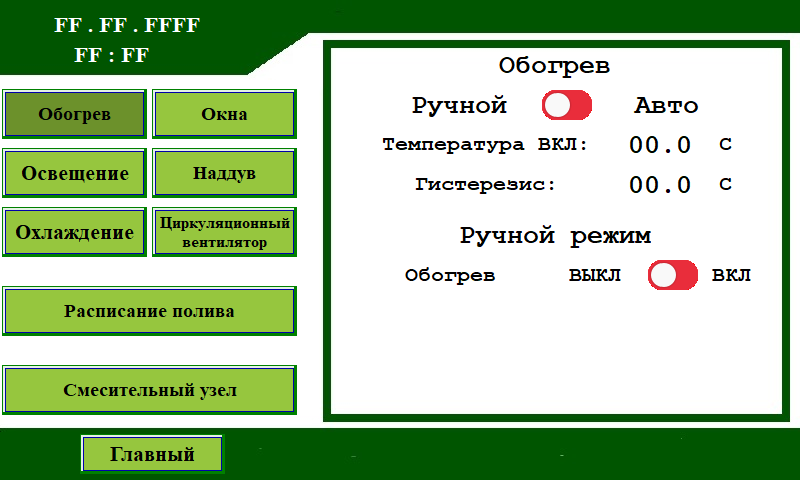 FF . FF . FFFF
FF : FF
Обогрев
Окна
Освещение
Наддув
Охлаждение
Циркуляционный
вентилятор
Расписание полива
Смесительный узел
Главный
Обогрев
Ручной Авто
Температура ВКЛ: 00.0 С
Гистерезис: 00.0 С
Ручной режим
Обогрев ВЫКЛ ВКЛ